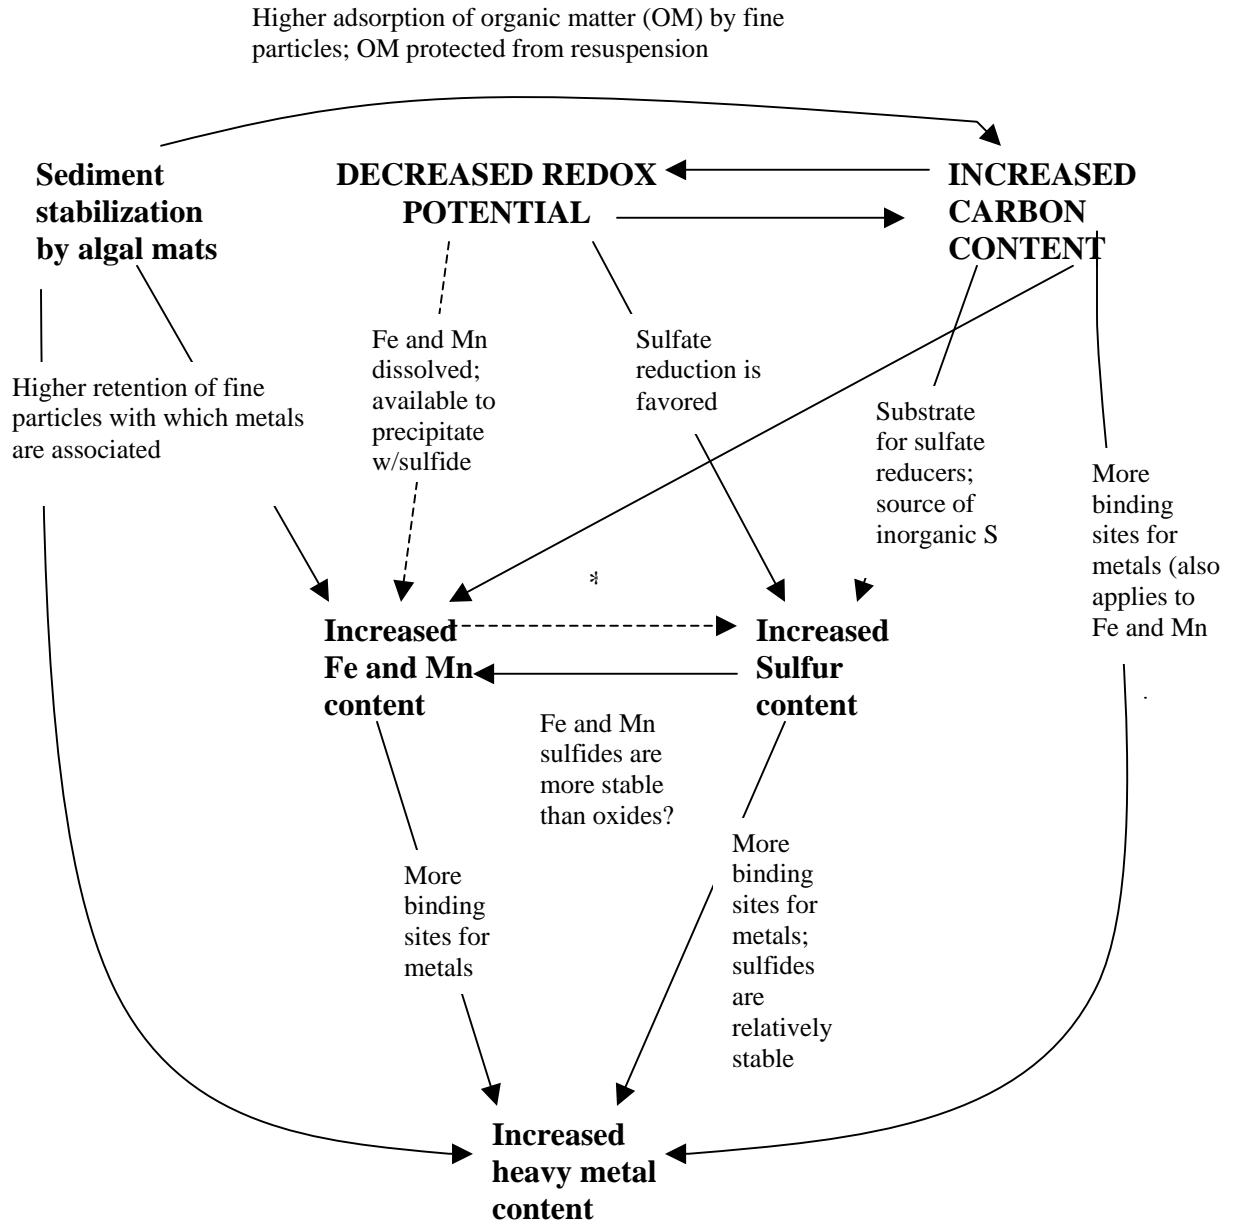 Higher adsorption of organic matter (OM) by fine
particles; OM protected from resuspension
Sediment
stabilization
by algal mats
DECREASED REDOX
POTENTIAL
INCREASED
CARBON
CONTENT
Higher retention of fine
particles with which metals
are associated
Fe and Mn
dissolved;
available to
precipitate
w/sulfide
Sulfate
reduction is
favored
Substrate
for sulfate
reducers;
source of
inorganic S
More
binding
sites for
metals (also
applies to
Fe and Mn
*
Increased
Fe and Mn
content
Increased
Sulfur
content
Fe and Mn
sulfides are
more stable
than oxides?
More
binding
sites for
metals
More
binding
sites for
metals;
sulfides
are
relatively
stable
.
Increased
heavy metal
content